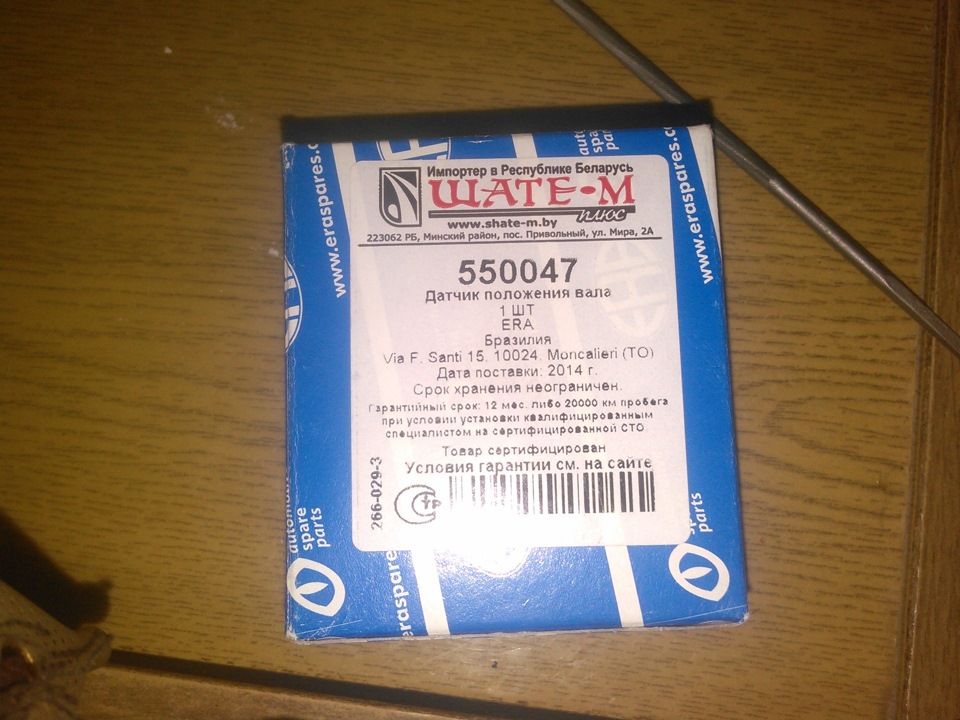 Импортер в Республике Беларусь
ШАТЕ-М
плюс
www.shate-m.by
223062 РБ, Минский район, пос. Привольный, ул. Мира, 2А
550047
Датчик положения вала
1 ШТ
ERA
Бразилия
Via F. Santi 15, 10024, Moncalieri (TO)
Дата поставки: 2014 г.
Срок хранения неограничен.
Гарантийный срок: 12 мес. либо 20000 км пробега
при условии установки квалифицированным
специалистом на сертифицированной СТО
Товар сертифицирован
Условия гарантии см. на сайте
266-029-3
www.eraspares.c
www.eraspares.c
spare
parts
parts
eraspare